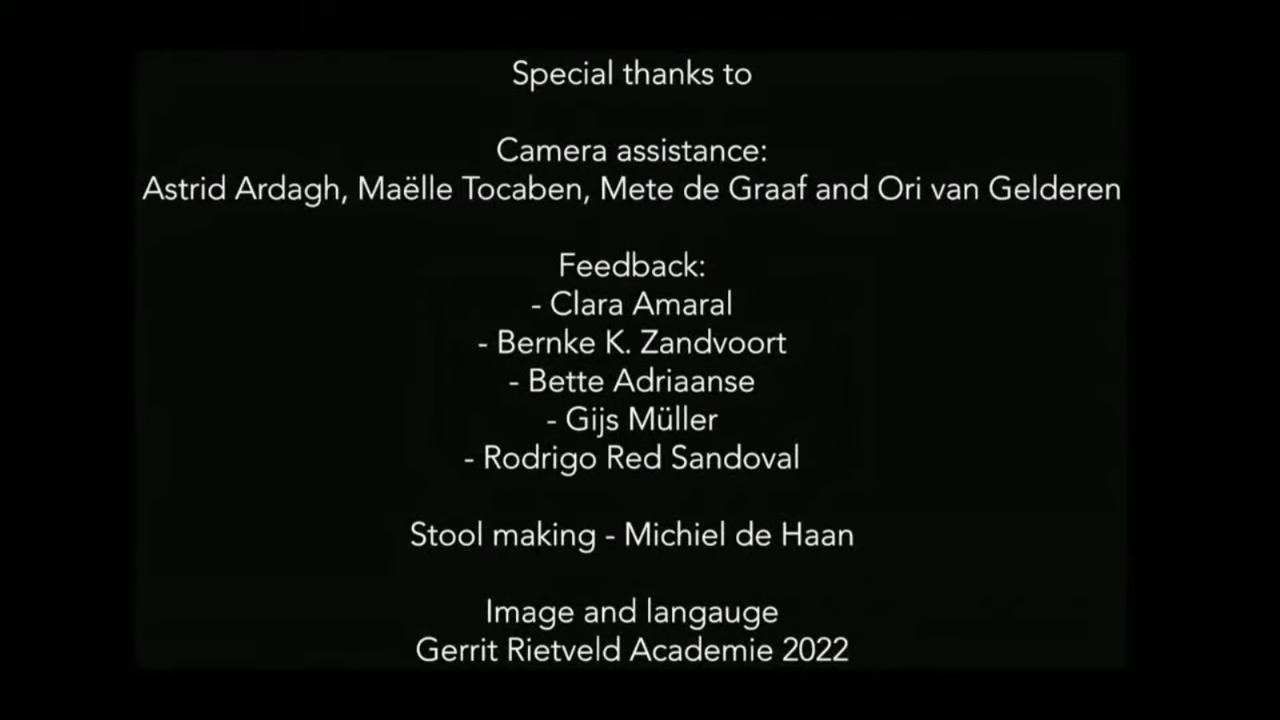 Special thanks to
Camera assistance:
Astrid Ardagh, Maëlle Tocaben, Mete de Graaf and Ori van Gelderen
Feedback:
- Clara Amaral
- Bernke K. Zandvoort
- Bette Adriaanse
- Gijs Müller
- Rodrigo Red Sandoval
Stool making - Michiel de Haan
Image and langauge
Gerrit Rietveld Academie 2022